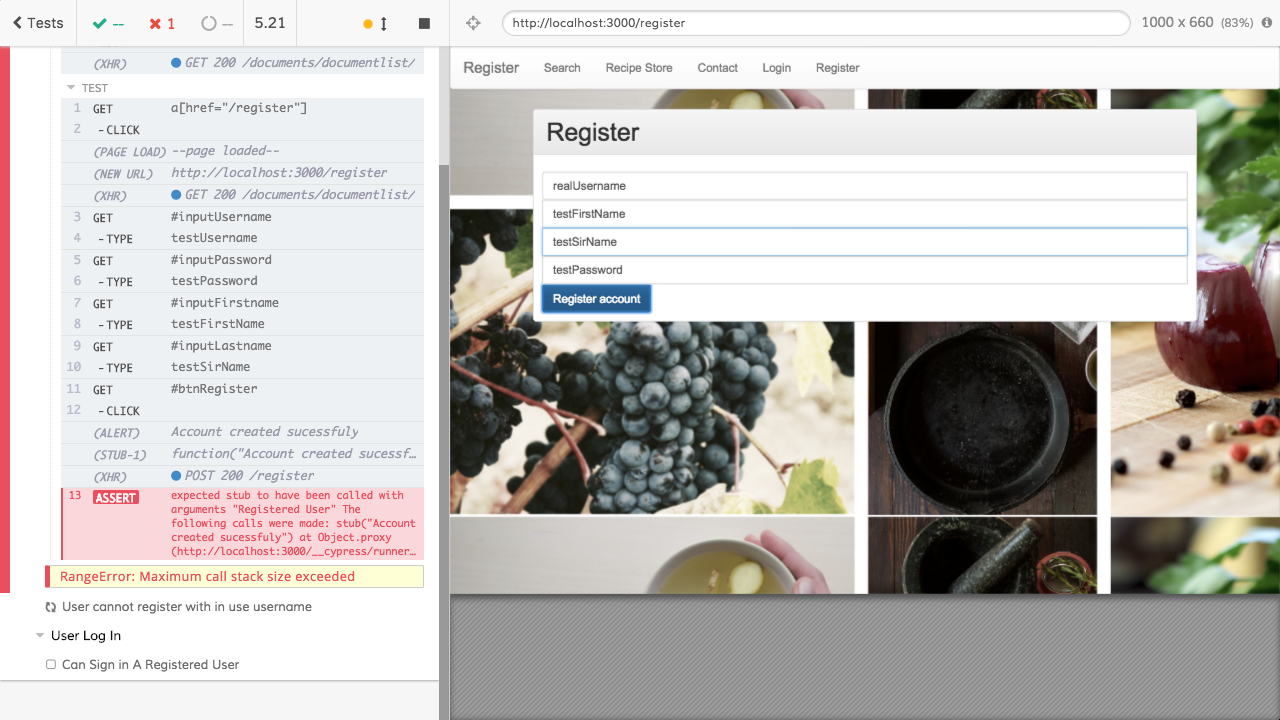 Tests
--
1
--
5.21
http://localhost:3000/register
1000 x 660 (83%)
(XHR) GET 200 /documents/documentlist/
TEST
1 GET a[href="/register"]
2 - CLICK
(PAGE LOAD) --page loaded--
(NEW URL) http://localhost:3000/register
(XHR) GET 200 /documents/documentlist/
3 GET #inputUsername
4 - TYPE testUsername
5 GET #inputPassword
6 - TYPE testPassword
7 GET #inputFirstname
8 - TYPE testFirstName
9 GET #inputLastname
10 - TYPE testSirName
11 GET #btnRegister
12 - CLICK
(ALERT) Account created sucessfuly
(STUB-1) function("Account created sucessf…
(XHR) POST 200 /register
13 ASSERT expected stub to have been called with
arguments "Registered User" The
following calls were made: stub("Account
created sucessfuly") at Object.proxy
(http://localhost:3000/__cypress/runner…
RangeError: Maximum call stack size exceeded
User cannot register with in use username
User Log In
Can Sign in A Registered User
Register Search Recipe Store Contact Login Register
Register
realUsername
testFirstName
testSirName
testPassword
Register account